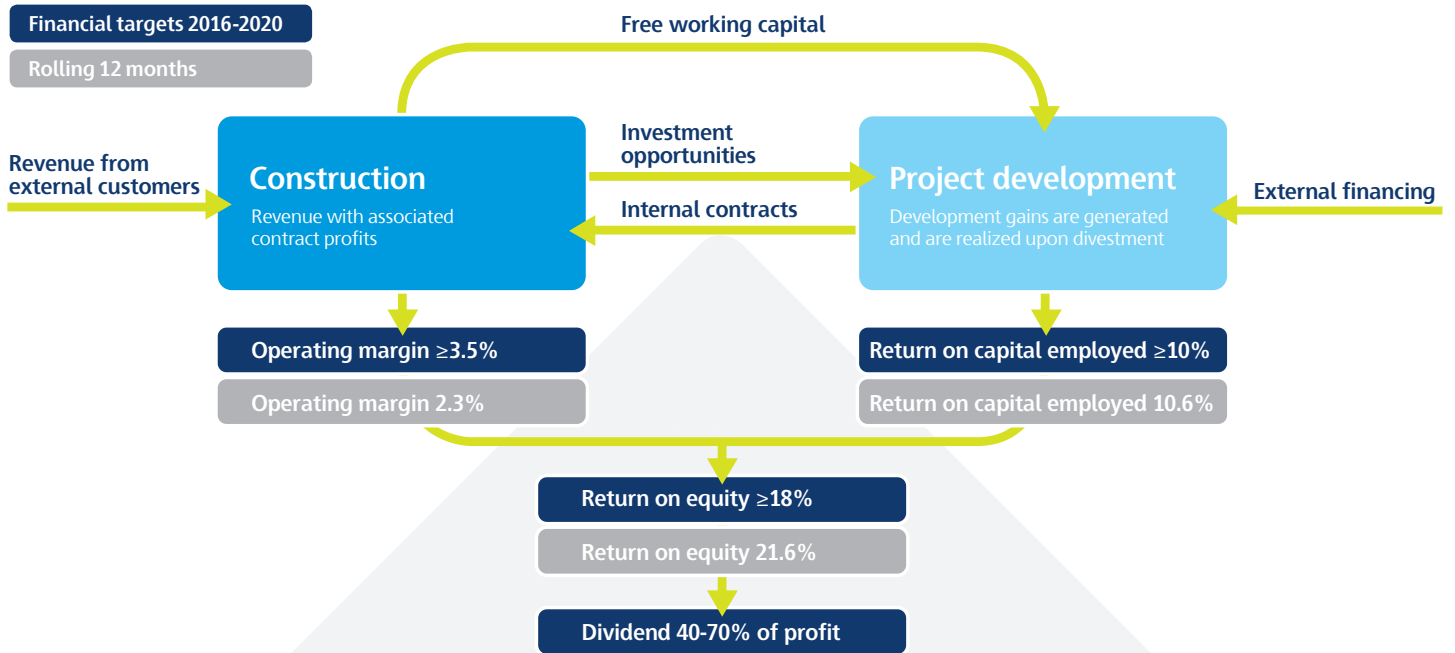 Financial targets 2016-2020
Rolling 12 months
Free working capital
Revenue from
external customers
Construction
Revenue with associated
contract profits
Investment
opportunities
Internal contracts
Project development
Development gains are generated
and are realized upon divestment
External financing
Operating margin ≥3.5%
Operating margin 2.3%
Return on capital employed ≥10%
Return on capital employed 10.6%
Return on equity ≥18%
Return on equity 21.6%
Dividend 40-70% of profit